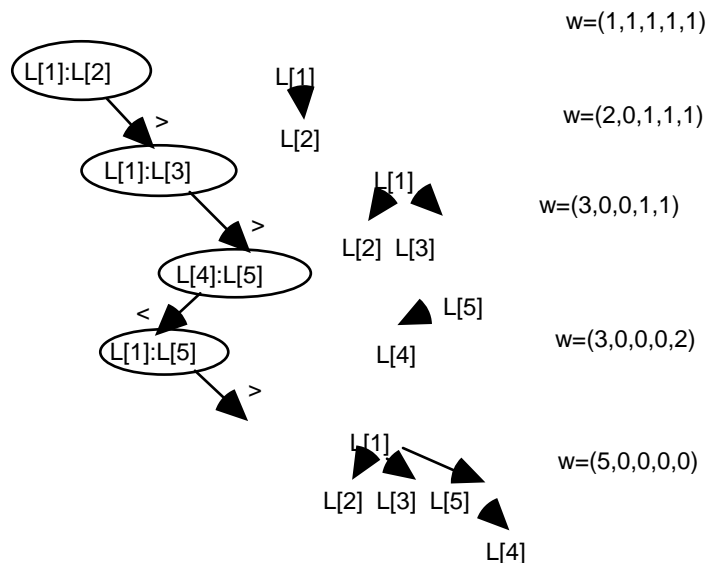 w=(1,1,1,1,1)
L[1]:L[2] L[1]
>
w=(2,0,1,1,1)
L[2]
L[1]:L[3] L[1]
w=(3,0,0,1,1)
>
L[2] L[3]
L[4]:L[5]
L[5]
<
w=(3,0,0,0,2)
L[1]:L[5] L[4]
>
L[1]
w=(5,0,0,0,0)
L[2] L[3] L[5]
L[4]